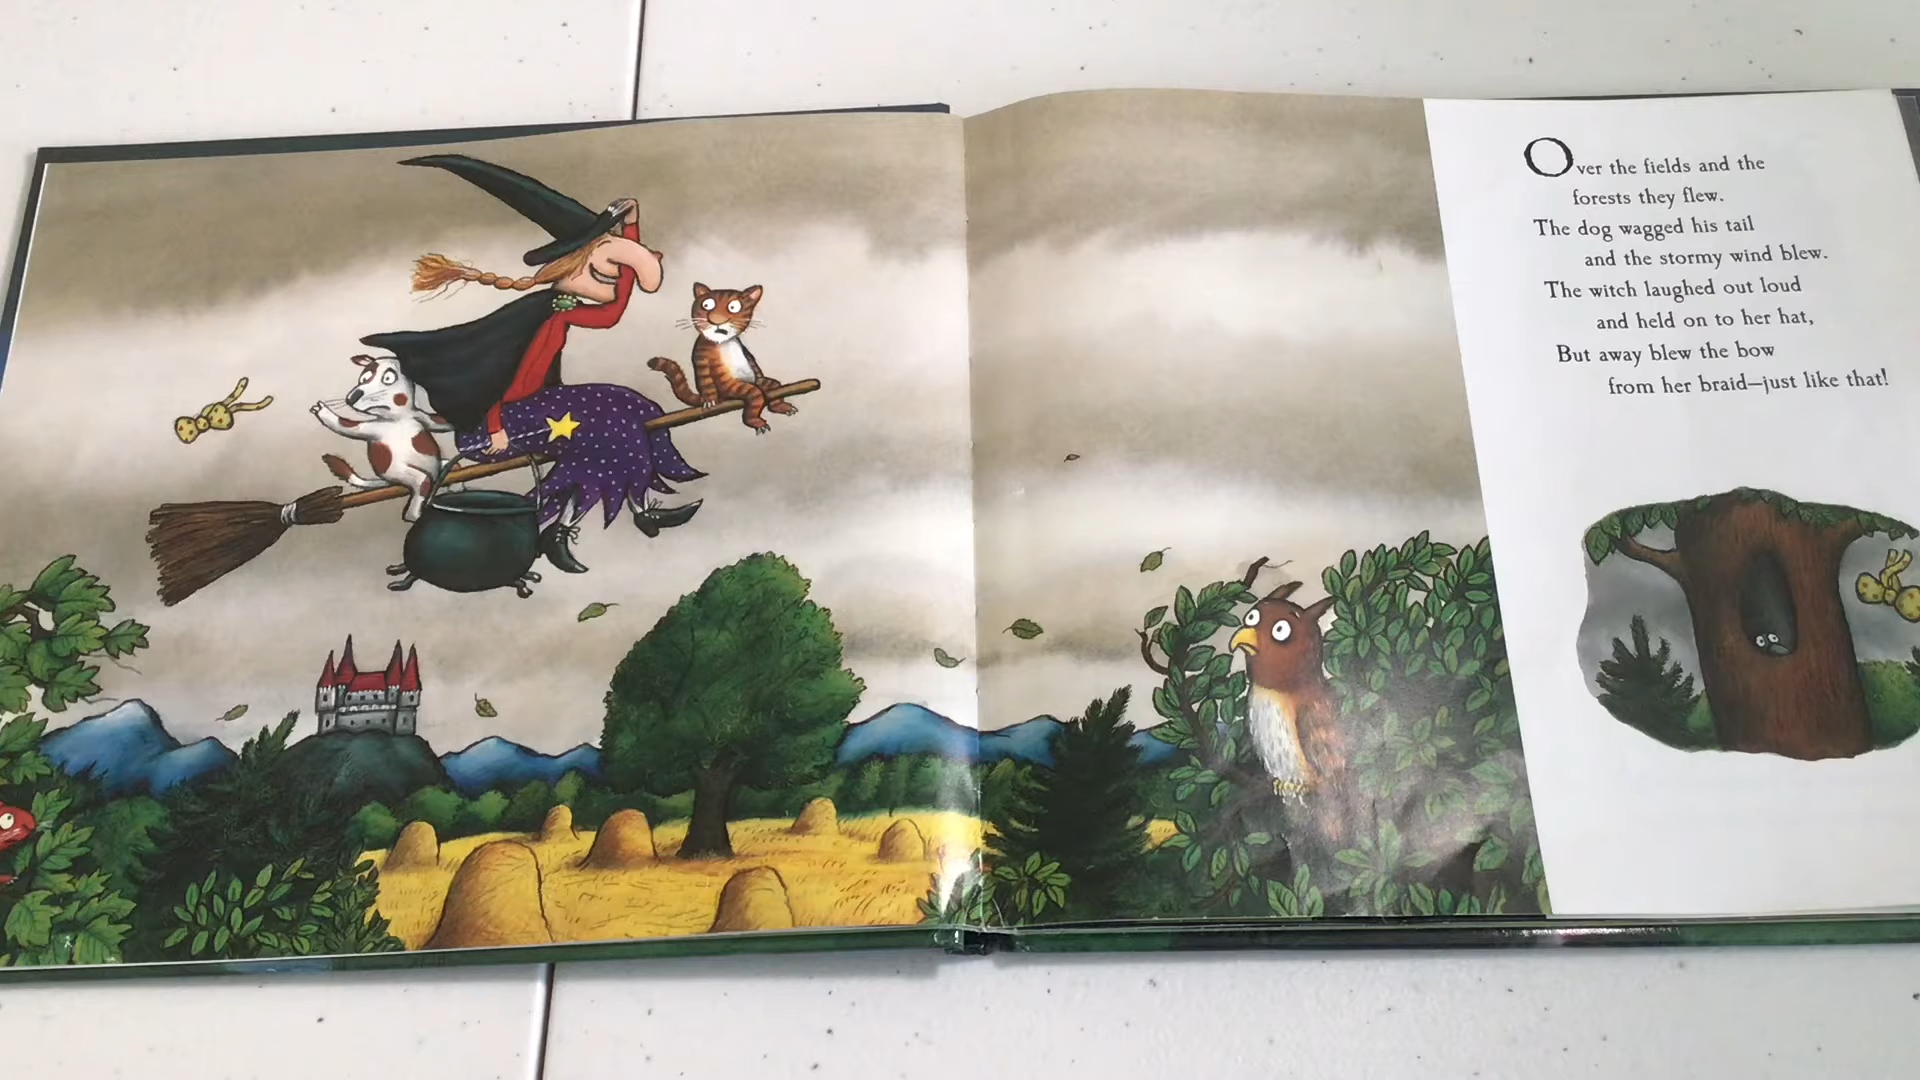 Over the fields and the
forests they flew.
The dog wagged his tail
and the stormy wind blew.
The witch laughed out loud
and held on to her hat,
But away blew the bow
from her braid—just like that!